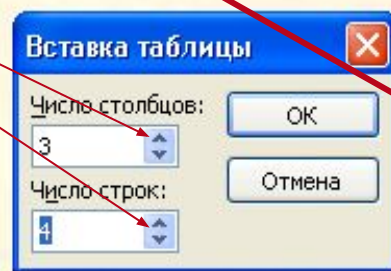 Вставка таблицы
Число столбцов:
3
Число строк:
4
ОК
Отмена